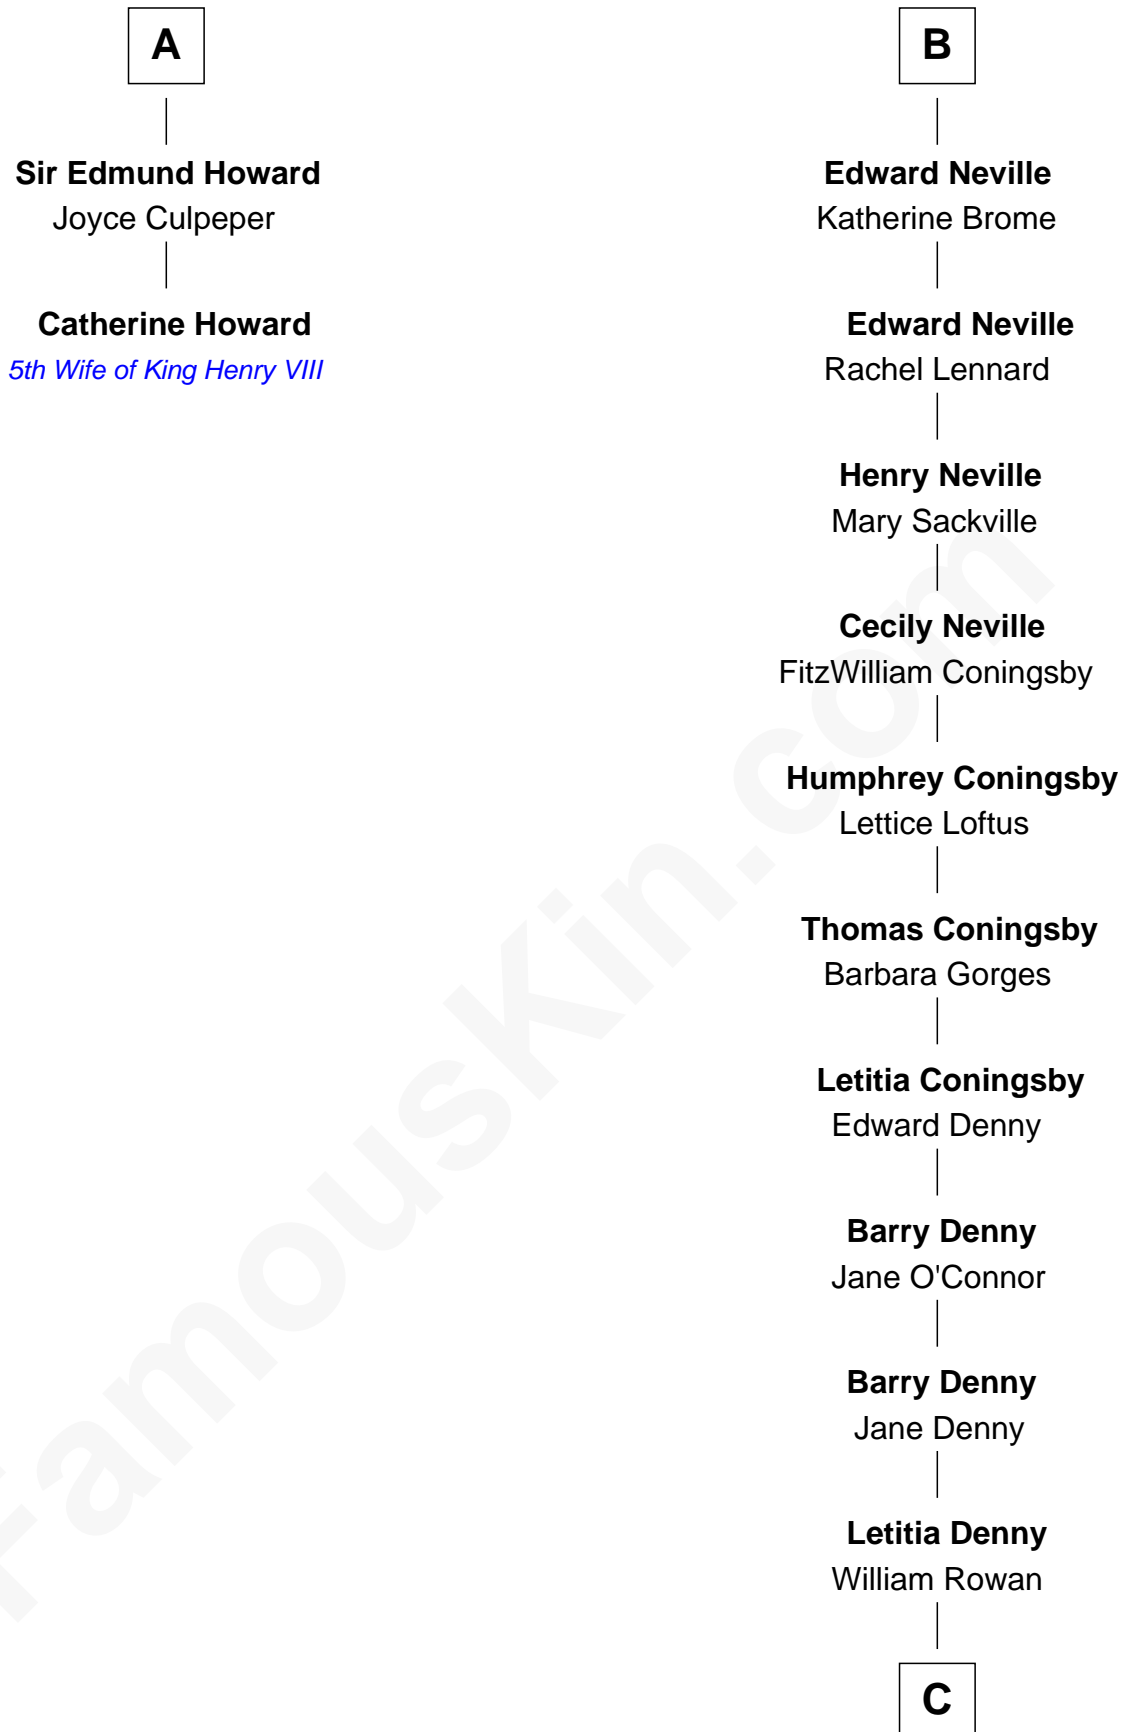 A
Sir Edmund Howard
Joyce Culpeper
Catherine Howard
5th Wife of King Henry VIII
B
Edward Neville
Katherine Brome
Edward Neville
Rachel Lennard
Henry Neville
Mary Sackville
Cecily Neville
FitzWilliam Coningsby
Humphrey Coningsby
Lettice Loftus
Thomas Coningsby
Barbara Gorges
Letitia Coningsby
Edward Denny
Barry Denny
Jane O'Connor
Barry Denny
Jane Denny
Letitia Denny
William Rowan
C
FamousKin.com